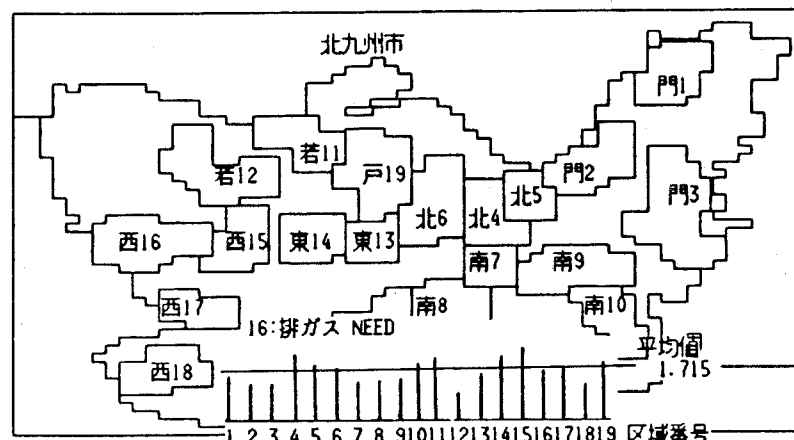 北九州市
門1
若11
若12
戸19
門2
北5
門3
北6
北4
西16
西15
東14
東13
南7
南9
西17
南8
南10
16:排ガス NEED
平均値
1.715
西18
1 2 3 4 5 6 7 8 9 10 11 12 13 14 15 16 17 18 19 区域番号